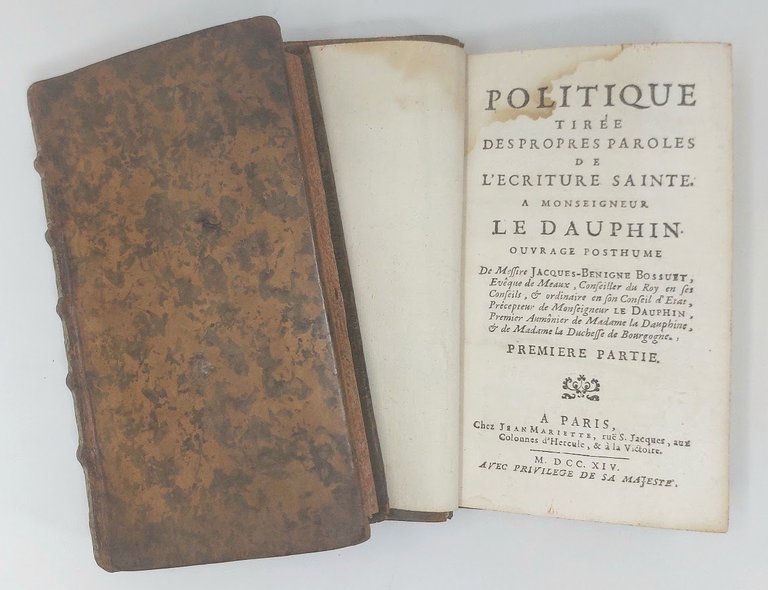 POLITIQUE
TIRÉE
DES PROPRES PAROLES
DE
L'ECRITURE SAINTE.
A MONSEIGNEUR
LE DAUPHIN.
OUVRAGE POSTHUME
De Messire JACQUES-BENIGNE BOSSUET,
Evêque de Meaux, Conseiller du Roy en ses
Conseils, & ordinaire en son Conseil d'Etat,
Précepteur de Monseigneur LE DAUPHIN,
Premier Aumônier de Madame la Dauphine,
& de Madame la Duchesse de Bourgogne.
PREMIERE PARTIE.
A PARIS,
Chez JEAN MARIETTE, ruë S. Jacques, aux
Colonnes d'Hercule, & à la Victoire.
M. DCC. XIV.
AVEC PRIVILEGE DE SA MAJESTE'.